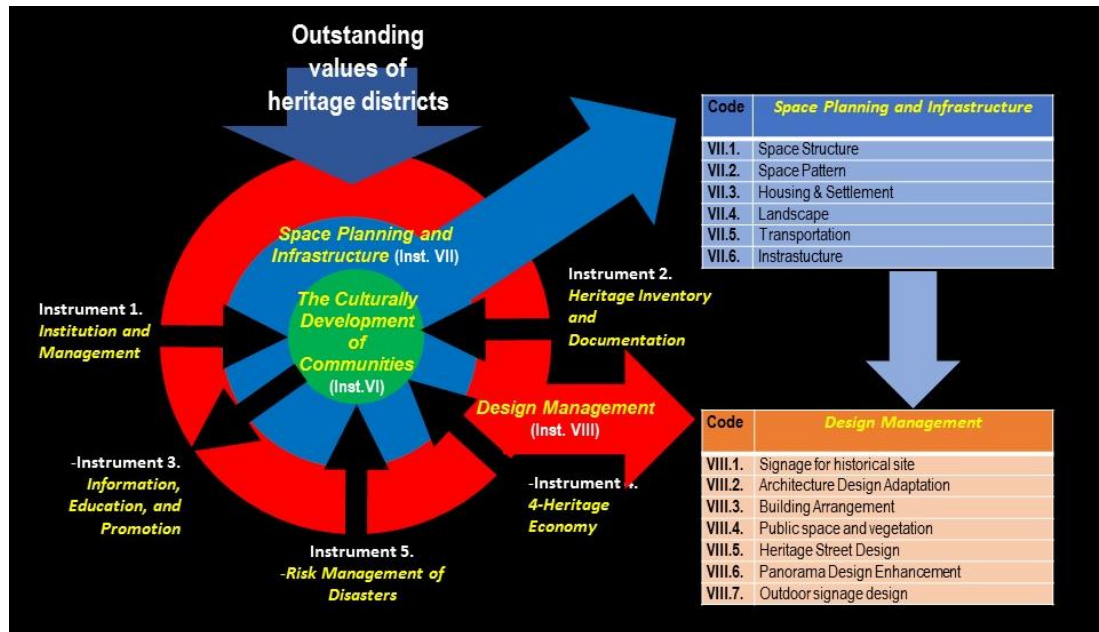 Outstanding
values of
heritage districts
Space Planning and
Infrastructure (Inst. VII)
The Culturally
Development
of
Communities
(Inst.VI)
Instrument 1.
Institution and
Management
Instrument 2.
Heritage Inventory
and
Documentation
Design Management
(Inst. VIII)
-Instrument 3.
Information,
Education, and
Promotion
-Instrument 4.
4-Heritage
Economy
Instrument 5.
-Risk Management of
Disasters
Code Space Planning and Infrastructure
VII.1. Space Structure
VII.2. Space Pattern
VII.3. Housing & Settlement
VII.4. Landscape
VII.5. Transportation
VII.6. Instrastucture
Code Design Management
VIII.1. Signage for historical site
VIII.2. Architecture Design Adaptation
VIII.3. Building Arrangement
VIII.4. Public space and vegetation
VIII.5. Heritage Street Design
VIII.6. Panorama Design Enhancement
VIII.7. Outdoor signage design